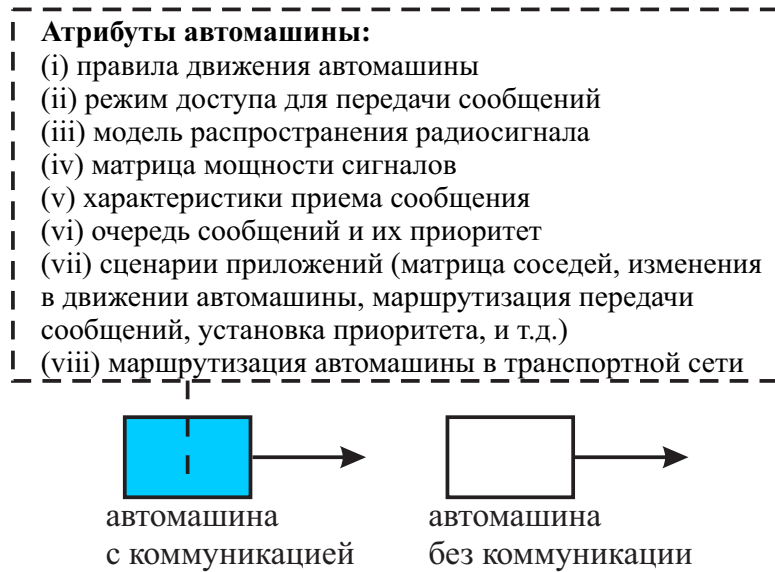 Атрибуты автомашины:
(i) правила движения автомашины
(ii) режим доступа для передачи сообщений
(iii) модель распространения радиосигнала
(iv) матрица мощности сигналов
(v) характеристики приема сообщения
(vi) очередь сообщений и их приоритет
(vii) сценарии приложений (матрица соседей, изменения
в движении автомашины, маршрутизация передачи
сообщений, установка приоритета, и т.д.)
(viii) маршрутизация автомашины в транспортной сети
автомашина
с коммуникацией
автомашина
без коммуникации